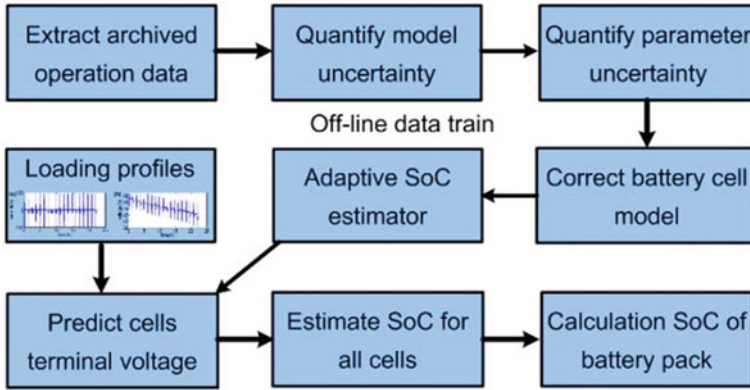 Extract archived
operation data
Quantify model
uncertainty
Quantify parameter
uncertainty
Off-line data train
Loading profiles
Adaptive SoC
estimator
Correct battery cell
model
Predict cells
terminal voltage
Estimate SoC for
all cells
Calculation SoC of
battery pack